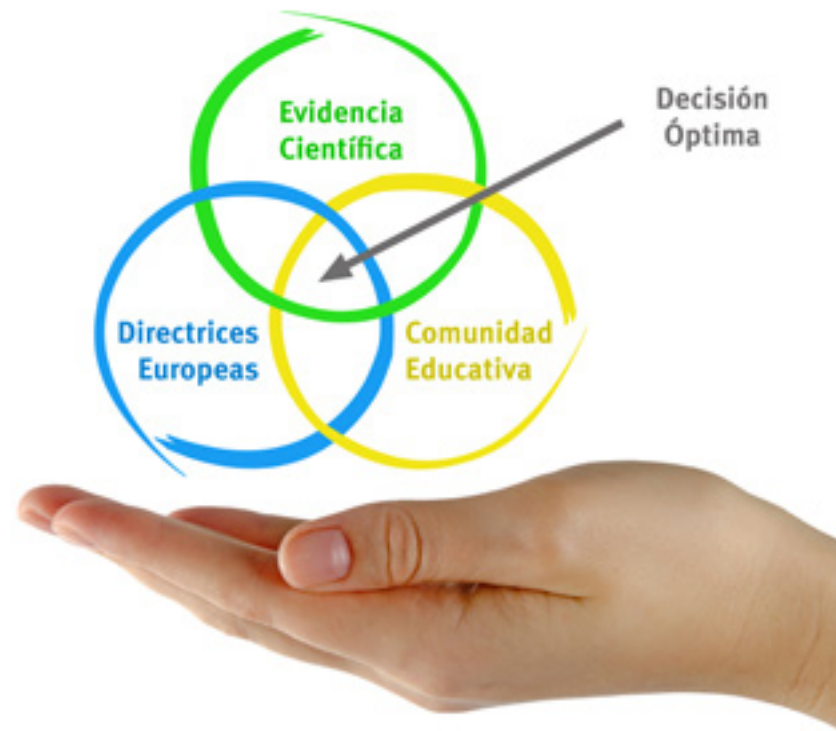 Evidencia
Científica
Decisión
Óptima
Directrices
Europeas
Comunidad
Educativa